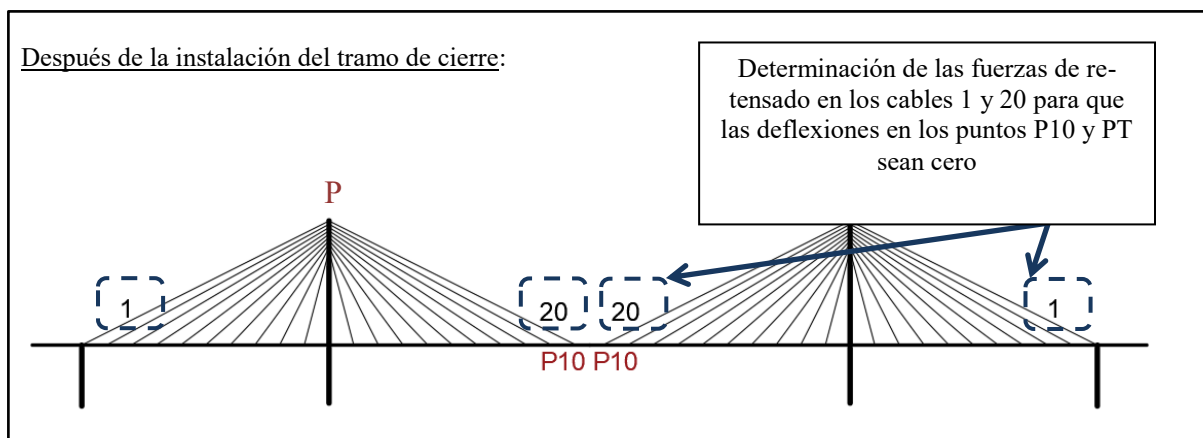 Después de la instalación del tramo de cierre:
Determinación de las fuerzas de re-
tensado en los cables 1 y 20 para que
las deflexiones en los puntos P10 y PT
sean cero
P
1
20
20
1
P10
P10